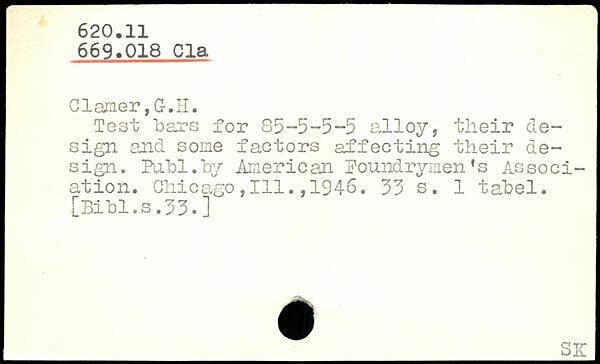 620.11
669.018 Cla
Clamer,G.H.
Test bars for 85-5-5-5 alloy, their de-
sign and some factors affecting their de-
sign. Publ.by American Foundrymen's Associ-
ation. Chicago,Ill.,1946. 33 s. 1 tabel.
[Bibl.s.33.]
SK